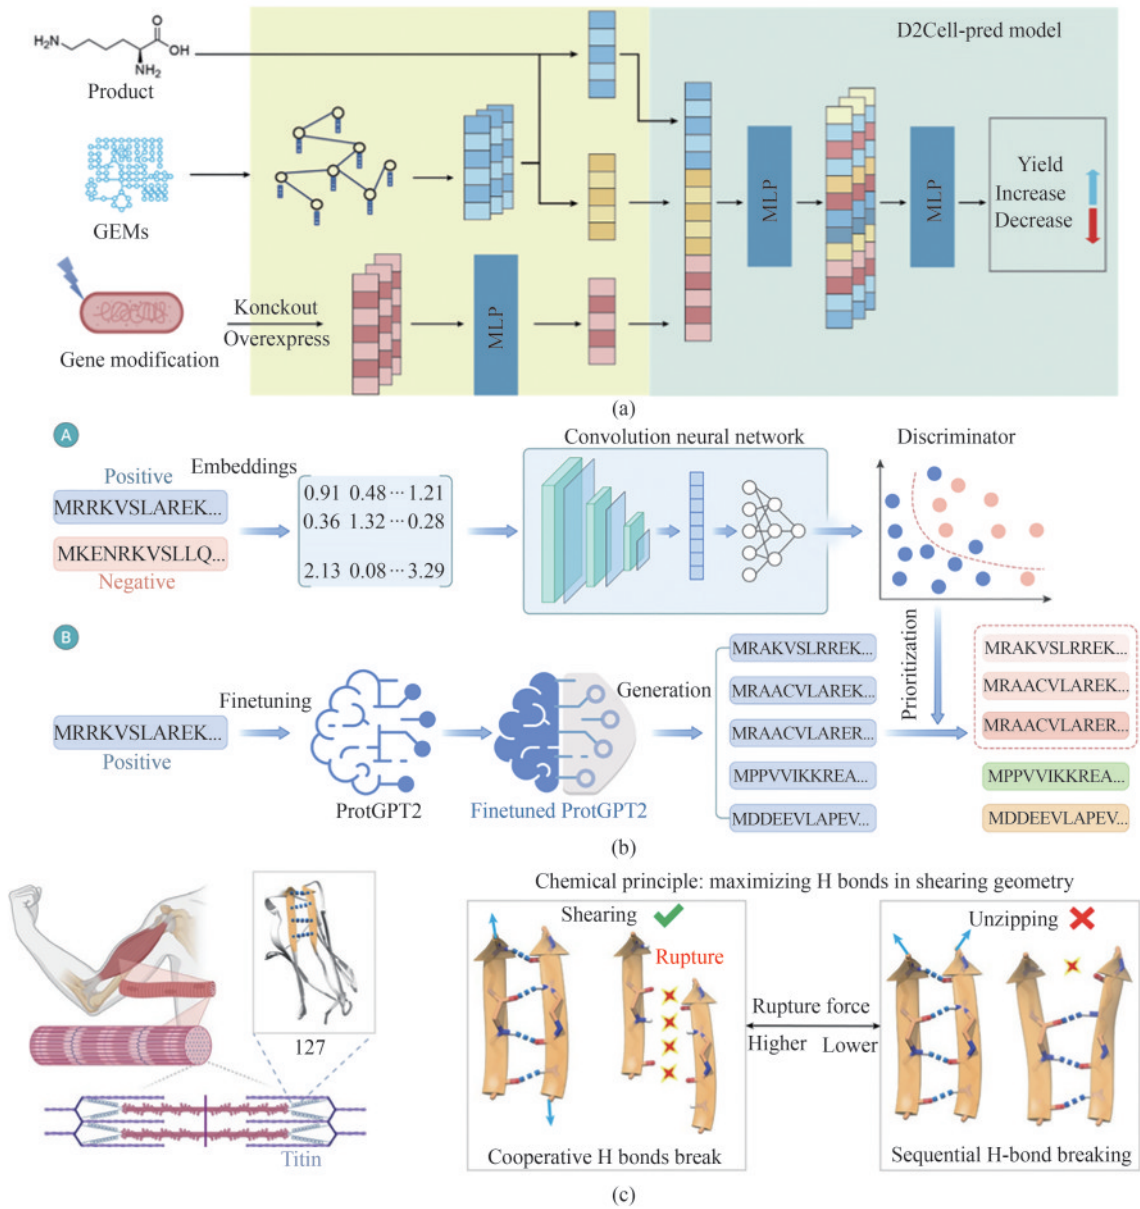 H₂N
O
OH
NH₂
Product
GEMs
Gene modification
Konckout
Overexpress
MLP
D2Cell-pred model
MLP
MLP
Yield
Increase
Decrease
(a)
A
Positive
MRRKVSLAREK...
MKENRKVSLLQ...
Negative
Embeddings
0.91 0.48 ··· 1.21
0.36 1.32 ··· 0.28
2.13 0.08 ··· 3.29
Convolution neural network
Discriminator
B
MRRKVSLAREK...
Positive
Finetuning
ProtGPT2
Finetuned ProtGPT2
Generation
MRAKVSLRREK...
MRAACVLAREK...
MRAACVLARER...
MPPVVIKKREA...
MDDEEVLAPEV...
Prioritization
MRAKVSLRREK...
MRAACVLAREK...
MRAACVLARER...
MPPVVIKKREA...
MDDEEVLAPEV...
(b)
127
Titin
Chemical principle: maximizing H bonds in shearing geometry
Shearing
Rupture
Cooperative H bonds break
Rupture force
Higher Lower
Unzipping
Sequential H-bond breaking
(c)